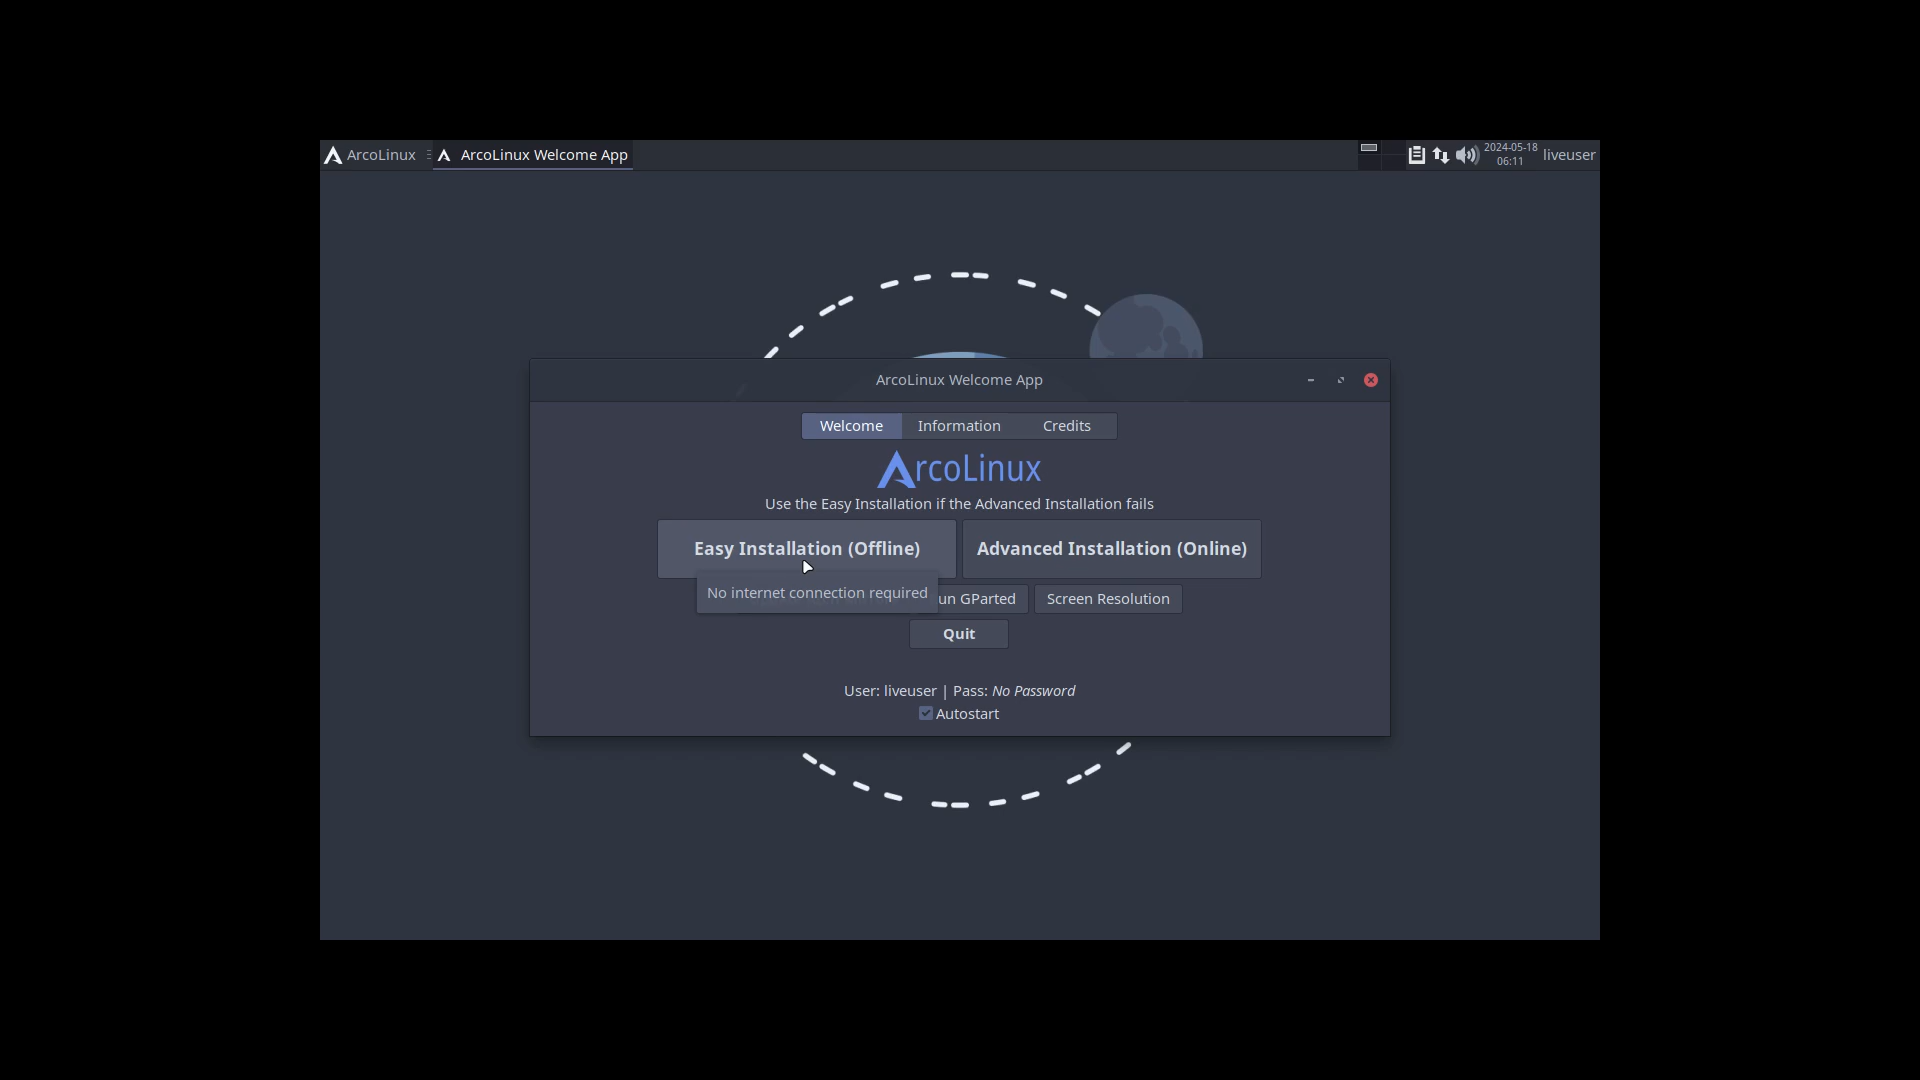 ArcoLinux
ArcoLinux Welcome App
2024-05-18
06:11
liveuser
ArcoLinux Welcome App
Welcome
Information
Credits
ArcoLinux
Use the Easy Installation if the Advanced Installation fails
Easy Installation (Offline)
Advanced Installation (Online)
No internet connection required
un GParted
Screen Resolution
Quit
User: liveuser | Pass: No Password
Autostart